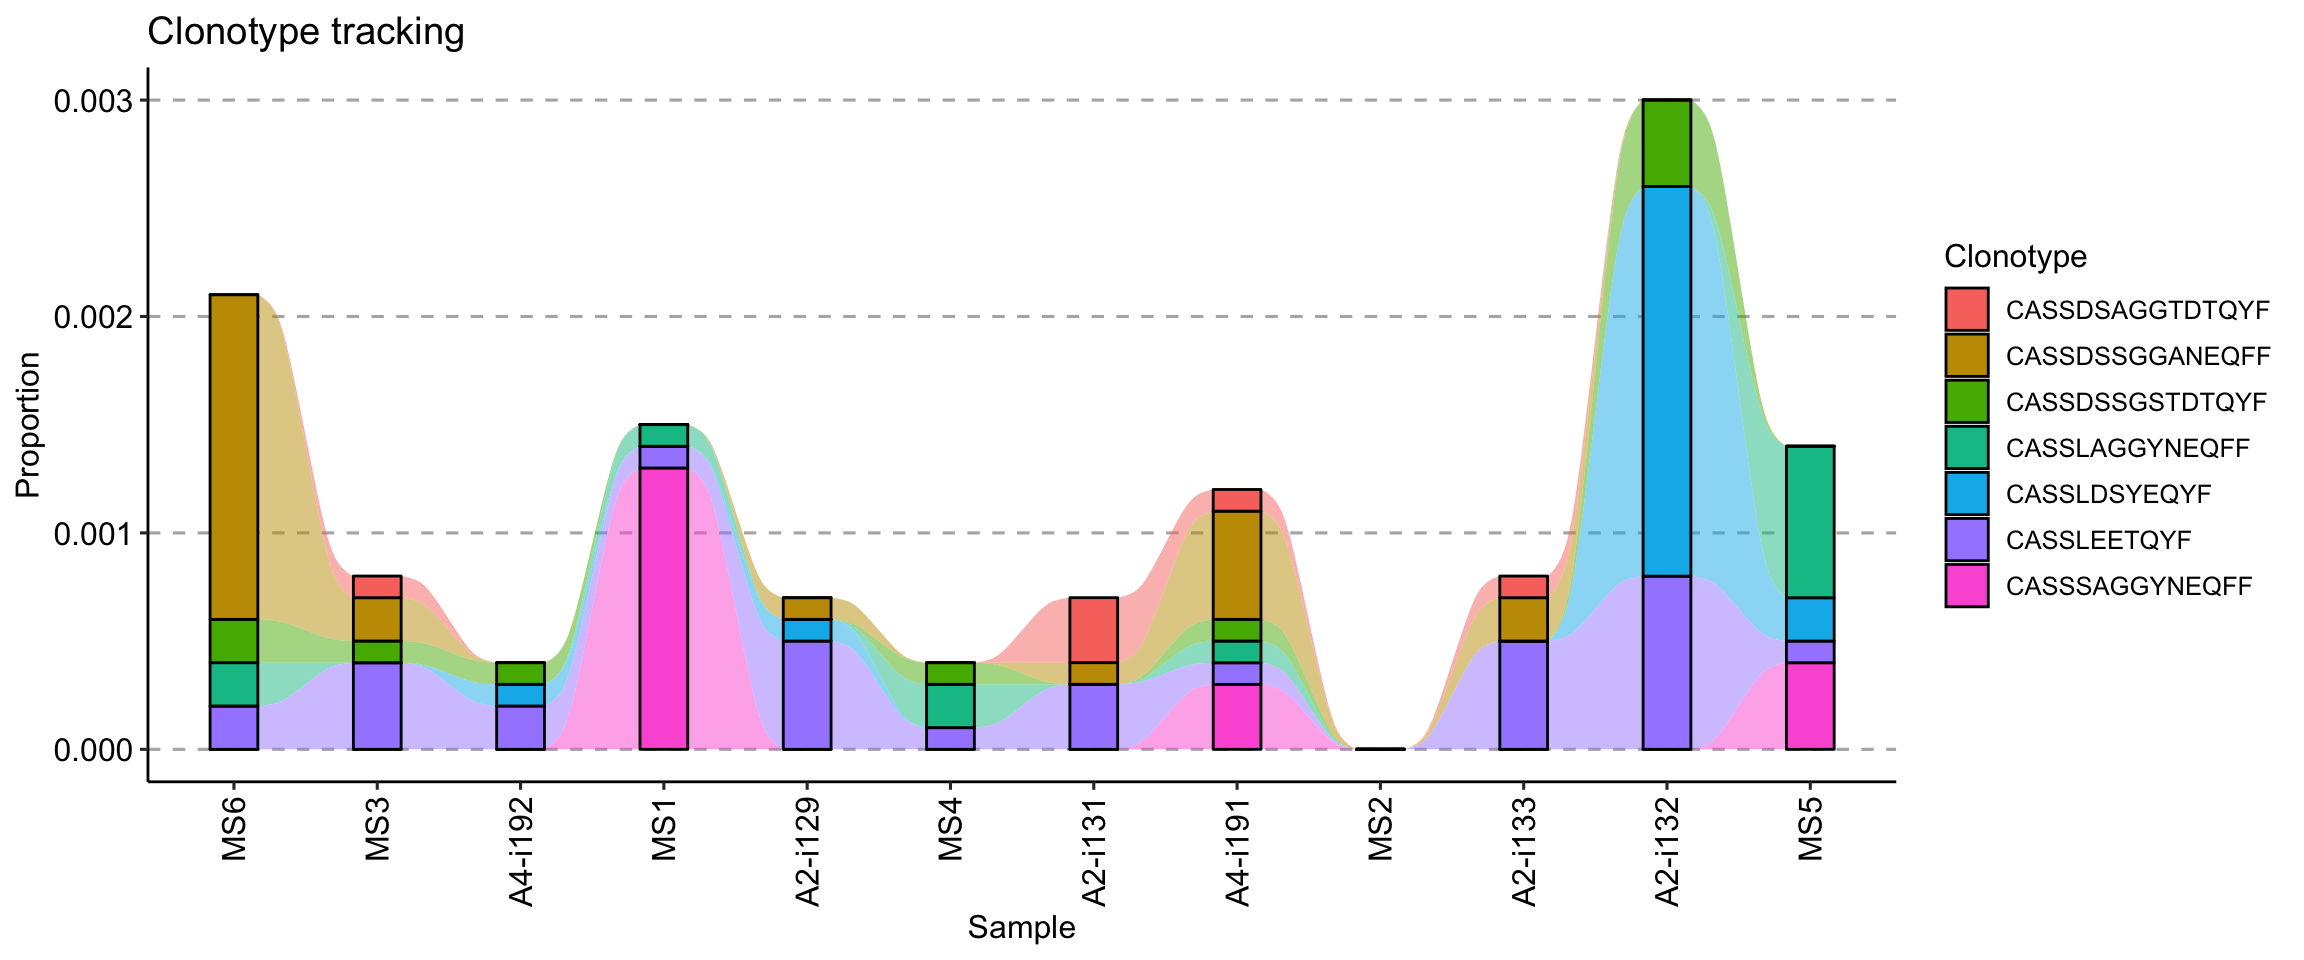 Clonotype tracking
0.003
0.002
0.001
0.000
Proportion
MS6
MS3
A4-i192
MS1
A2-i129
MS4
A2-i131
A4-i191
MS2
A2-i133
A2-i132
MS5
Sample
Clonotype
CASSDSAGGTDTQYF
CASSDSSGGANEQFF
CASSDSSGSTDTQYF
CASSLAGGYNEQFF
CASSLDSYEQYF
CASSLEETQYF
CASSSAGGYNEQFF